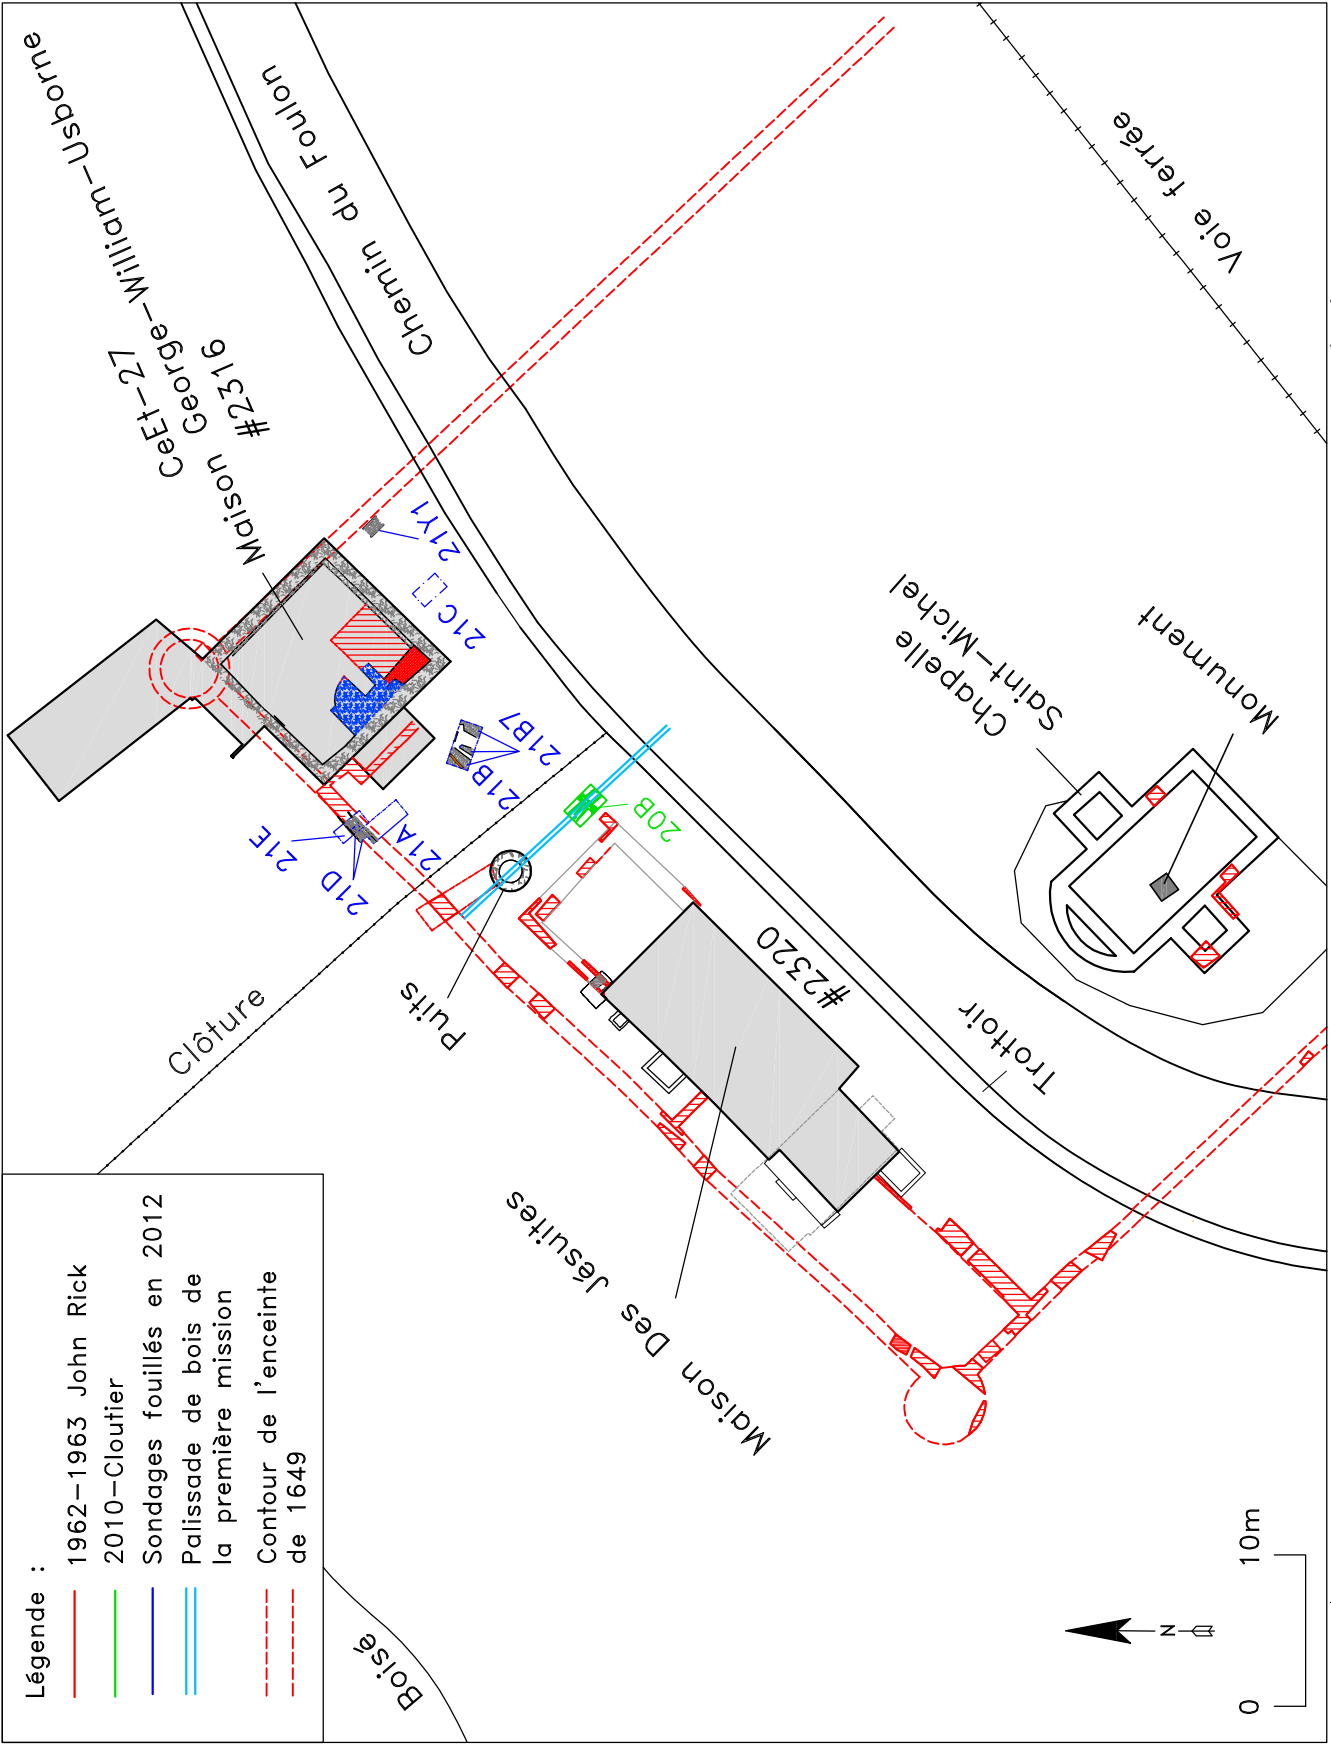 CeEt-27
Maison George-William-Usborne
#2316
Chemin du Foulon
Voie ferrée
21Y1
21C
21B7
21B
21A
21E
21D
20B
Clôture
Puits
#2320
Chapelle
Saint-Michel
Monument
Trottoir
Maison Des Jésuites
Boisé
Légende :
1962-1963 John Rick
2010-Cloutier
Sondages fouillés en 2012
Palissade de bois de
la première mission
Contour de l'enceinte
de 1649
N
0 10m